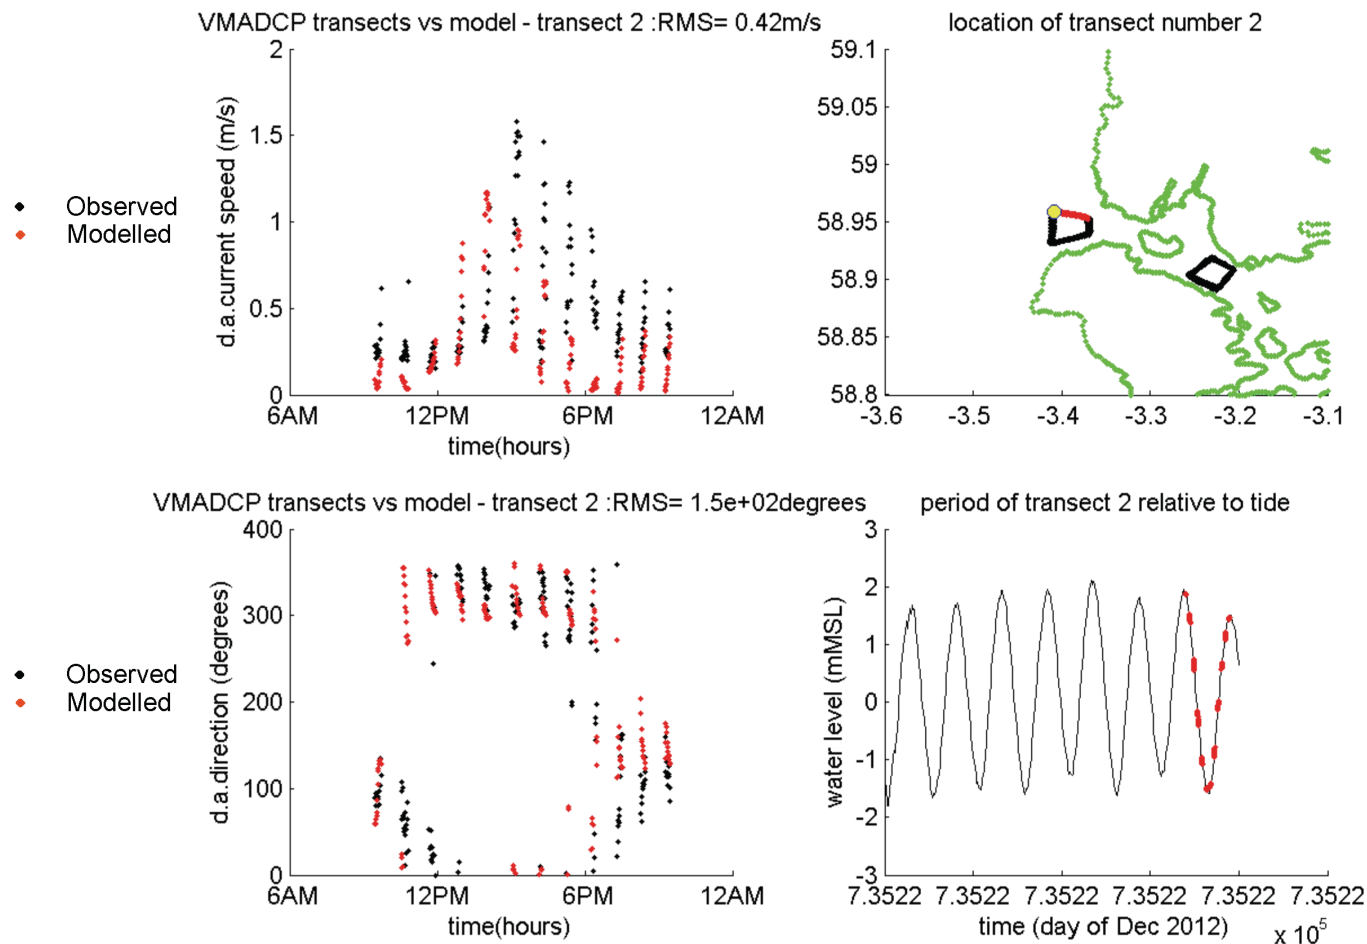 VMADCP transects vs model - transect 2 :RMS= 0.42m/s
2
1.5
1
0.5
0
d.a.current speed (m/s)
6AM 12PM 6PM 12AM
time(hours)
Observed
Modelled
location of transect number 2
59.1
59.05
59
58.95
58.9
58.85
58.8
-3.6 -3.5 -3.4 -3.3 -3.2 -3.1
VMADCP transects vs model - transect 2 :RMS= 1.5e+02degrees
400
300
200
100
0
d.a.direction (degrees)
6AM 12PM 6PM 12AM
time(hours)
Observed
Modelled
period of transect 2 relative to tide
3
2
1
0
-1
-2
-3
water level (mMSL)
7.3522 7.3522 7.3522 7.3522 7.3522 7.3522
time (day of Dec 2012)
x 10⁵